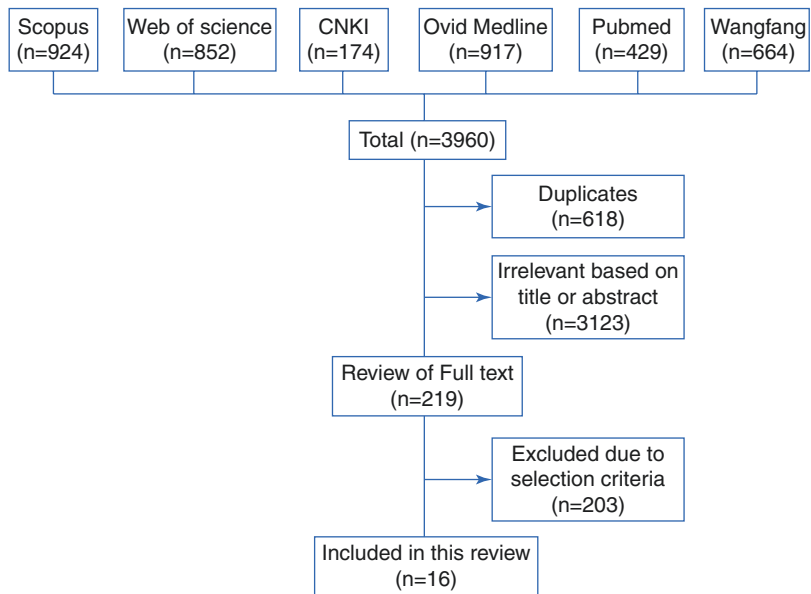 Scopus
(n=924)
Web of science
(n=852)
CNKI
(n=174)
Ovid Medline
(n=917)
Pubmed
(n=429)
Wangfang
(n=664)
Total (n=3960)
Duplicates
(n=618)
Irrelevant based on
title or abstract
(n=3123)
Review of Full text
(n=219)
Excluded due to
selection criteria
(n=203)
Included in this review
(n=16)